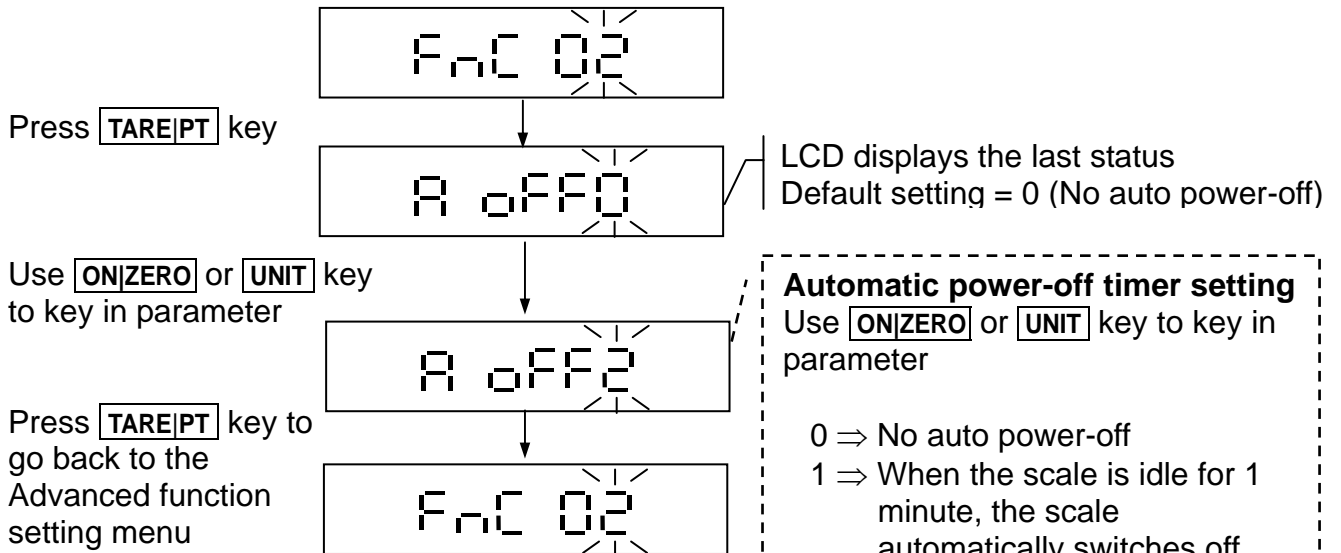 FnC 02
Press TARE|PT key
A oFF0
LCD displays the last status
Default setting = 0 (No auto power-off)
Use ON|ZERO or UNIT key
to key in parameter
A oFF2
Automatic power-off timer setting
Use ON|ZERO or UNIT key to key in
parameter
0 ⇒ No auto power-off
1 ⇒ When the scale is idle for 1
minute, the scale
automatically switches off
Press TARE|PT key to
go back to the
Advanced function
setting menu
FnC 02